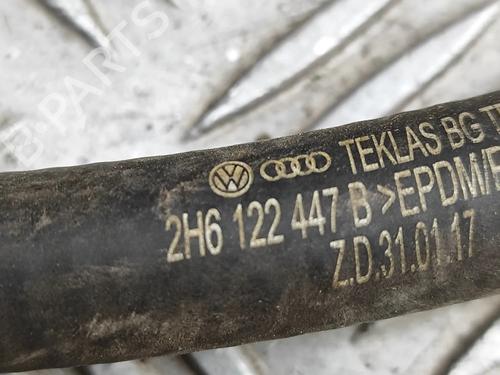 TEKLAS BG
2H6 122 447 B >EPDM/
Z.D.31.01.17